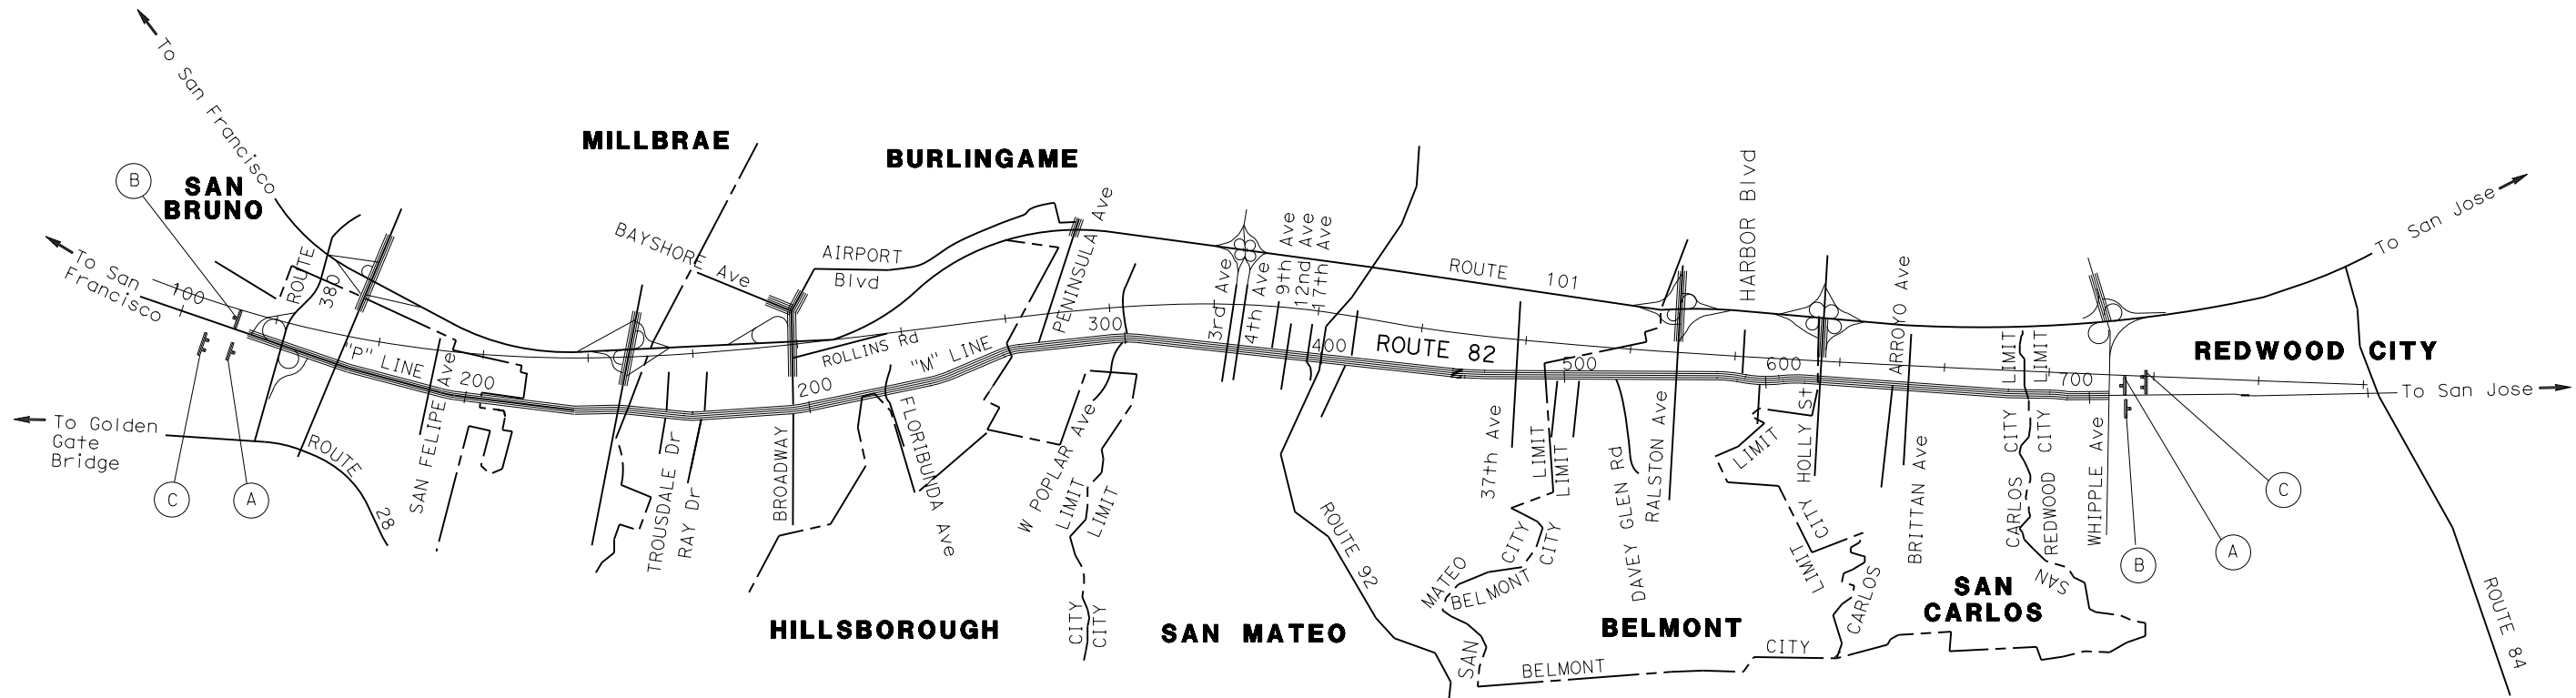 To San Francisco
MILLBRAE
BURLINGAME
SAN
BRUNO
B
To San
Francisco
100
ROUTE
380
BAYSHORE Ave
AIRPORT
Blvd
PENINSULA Ave
3rd Ave
4th Ave
9th Ave
12nd Ave
17th Ave
ROUTE 101
HARBOR Blvd
ARROYO Ave
To San Jose
"P" LINE
200
ROLLINS Rd
"M" LINE
200
300
400
ROUTE 82
500
600
700
REDWOOD CITY
To San Jose
To Golden
Gate
Bridge
C
A
ROUTE
28
SAN FELIPE Ave
TROUSDALE Dr
RAY Dr
BROADWAY
FLORIBUNDA Ave
W POPLAR Ave
LIMIT
LIMIT
CITY
CITY
ROUTE 92
37th Ave
LIMIT
LIMIT
CITY
CITY
MATEO
BELMONT
SAN
BELMONT
CITY
DAVEY GLEN Rd
RALSTON Ave
LIMIT
HOLLY St
CITY
LIMIT
CARLOS
BRITTAN Ave
LIMIT
LIMIT
CITY
CITY
CARLOS
REDWOOD
SAN
WHIPPLE Ave
B
A
C
ROUTE 84
HILLSBOROUGH
SAN MATEO
BELMONT
SAN
CARLOS